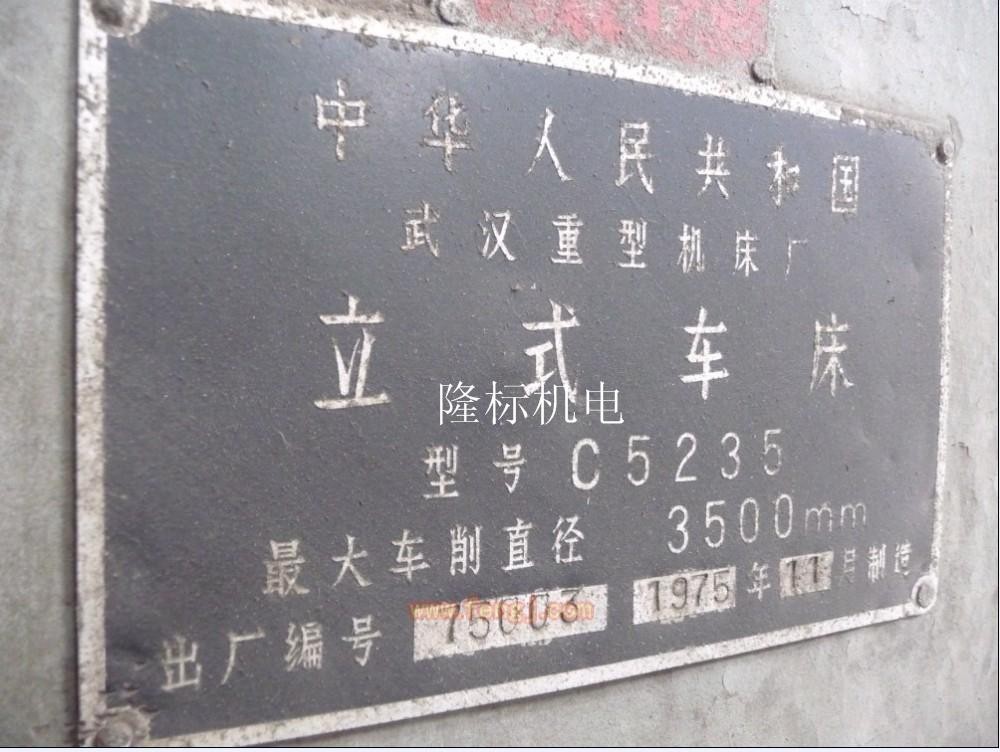 中华人民共和国
武汉重型机床厂
立式车床
隆标机电
型号 C5235
最大车削直径 3500mm
出厂编号 75003 1975年11月制造